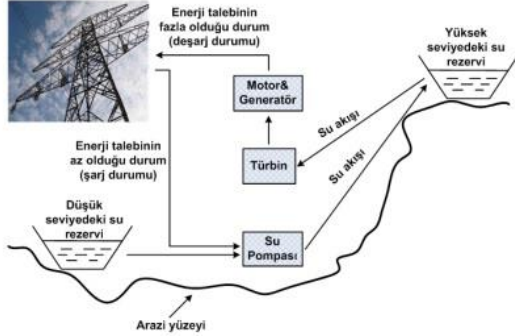 Enerji talebinin
fazla olduğu durum
(deşarj durumu)
Yüksek
seviyedeki su
rezervi
Motor&
Generatör
Su akışı
Su akışı
Türbin
Enerji talebinin
az olduğu durum
(şarj durumu)
Düşük
seviyedeki su
rezervi
Su
Pompası
Arazi yüzeyi